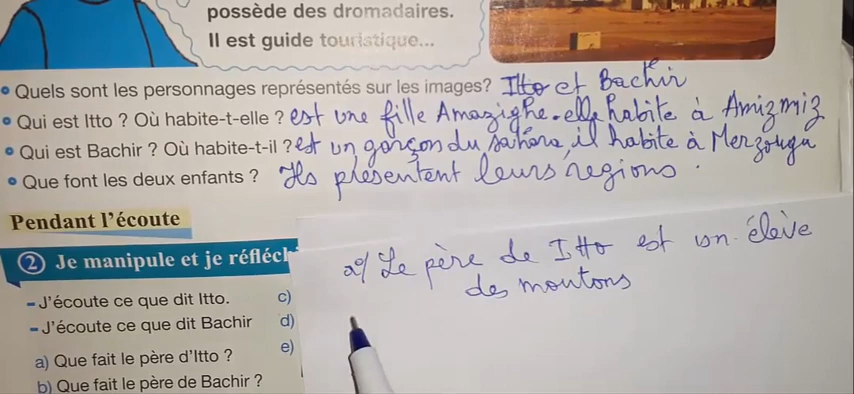 possède des dromadaires.
Il est guide touristique...
• Quels sont les personnages représentés sur les images? Itto et Bachir
• Qui est Itto ? Où habite-t-elle ? est une fille Amazighe. elle habite à Amizmiz
• Qui est Bachir ? Où habite-t-il ? est un garçon du sahara, il habite à Merzouga
• Que font les deux enfants ? Ils présentent leurs regions.
Pendant l'écoute
2 Je manipule et je réfléch
- J'écoute ce que dit Itto. c)
- J'écoute ce que dit Bachir d)
e)
a) Que fait le père d'Itto ?
b) Que fait le père de Bachir ?
a) Le père de Itto est un élève
des moutons